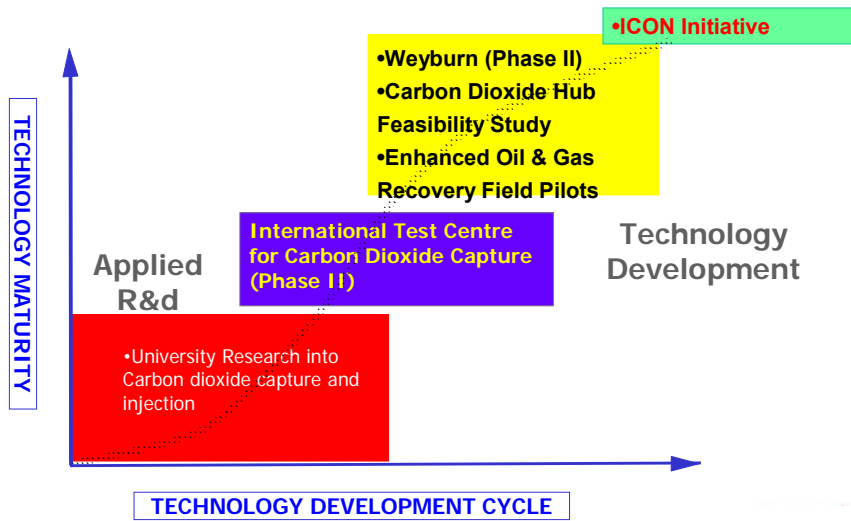 •ICON Initiative
•Weyburn (Phase II)
•Carbon Dioxide Hub
Feasibility Study
•Enhanced Oil & Gas
Recovery Field Pilots
TECHNOLOGY MATURITY
International Test Centre
for Carbon Dioxide Capture
(Phase II)
Technology
Development
Applied
R&d
•University Research into
Carbon dioxide capture and
injection
TECHNOLOGY DEVELOPMENT CYCLE